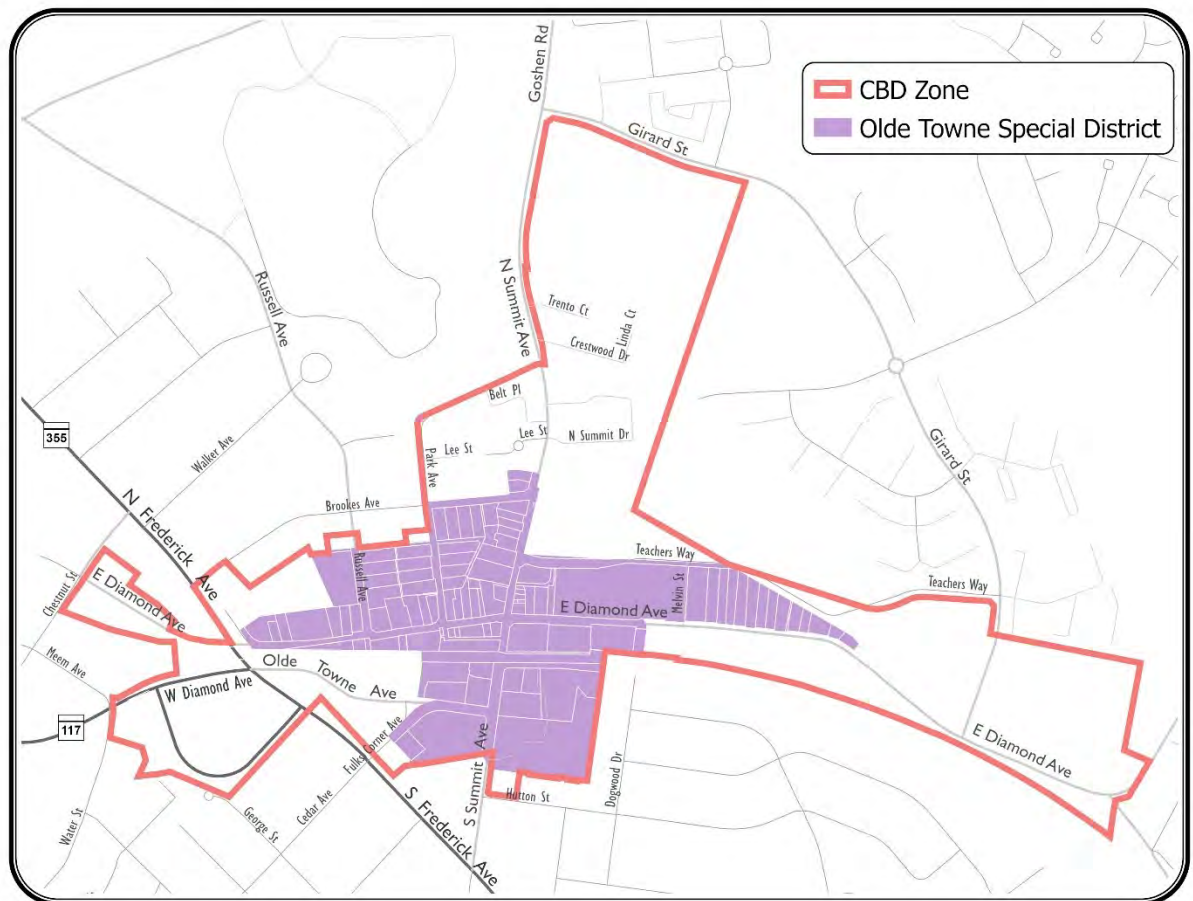 Goshen Rd
CBD Zone
Olde Towne Special District
Girard St
Russell Ave
N Summit Ave
Trento Ct
Linda Ct
Crestwood Dr
Belt Pl
355
Walker Ave
Park Ave
Lee St
Lee St
N Summit Dr
Girard St
N Frederick Ave
Brookes Ave
Russell Ave
Teachers Way
Teachers Way
Chestnut St
E Diamond Ave
E Diamond Ave
Melvin St
Meem Ave
Olde Towne Ave
W Diamond Ave
117
Fulks Corner Ave
S Summit Ave
E Diamond Ave
Dogwood Dr
Water St
George St
Cedar Ave
S Frederick Ave
Hutton St